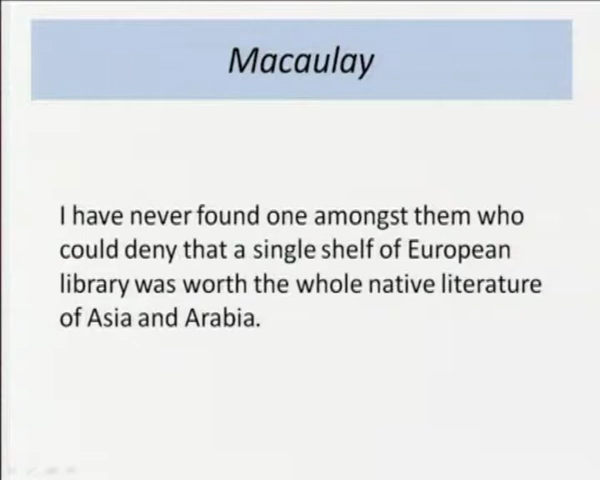 Macaulay
I have never found one amongst them who
could deny that a single shelf of European
library was worth the whole native literature
of Asia and Arabia.